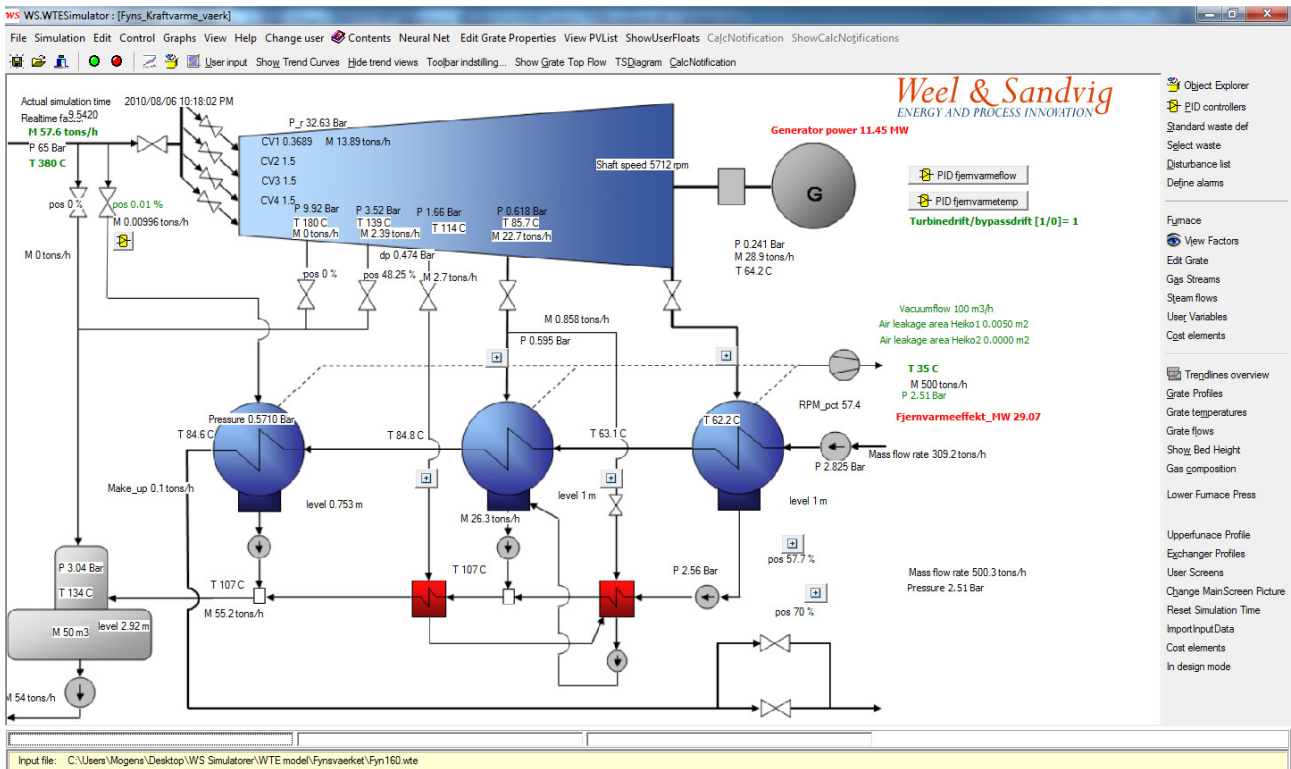 WS WS.WTESimulator : [Fyns_Kraftvarme_vaerk]
File Simulation Edit Control Graphs View Help Change user Contents Neural Net Edit Grate Properties View PVList ShowUserFloats CalcNotification ShowCalcNotifications
User input Show Trend Curves Hide trend views Toolbar indstilling... Show Grate Top Flow TSDiagram CalcNotification
Actual simulation time 2010/08/06 10:18:02 PM
Realtime factor 9.5420
M 57.6 tons/h
P 65 Bar
T 380 C
pos 0 %
pos 0.01 %
M 0.00996 tons/h
M 0 tons/h
P_r 32.63 Bar
CV1 0.3689 M 13.89 tons/h
CV2 1.5
CV3 1.5
CV4 1.5
P 9.92 Bar
T 180 C
M 0 tons/h
P 3.52 Bar
T 139 C
M 2.39 tons/h
P 1.66 Bar
T 114 C
P 0.618 Bar
T 85.7 C
M 22.7 tons/h
dp 0.474 Bar
pos 0 %
pos 48.25 %
M 2.7 tons/h
Shaft speed 5712 rpm
Weel & Sandvig
ENERGY AND PROCESS INNOVATION
Generator power 11.45 MW
G
PID fjernvarmeflow
PID fjernvarmetemp
Turbinedrift/bypassdrift [1/0]= 1
P 0.241 Bar
M 28.9 tons/h
T 64.2 C
M 0.858 tons/h
P 0.595 Bar
Vacuumflow 100 m3/h
Air leakage area Heiko1 0.0050 m2
Air leakage area Heiko2 0.0000 m2
T 35 C
M 500 tons/h
P 2.51 Bar
RPM_pct 57.4
Fjernvarmeeffekt_MW 29.07
Pressure 0.5710 Bar
T 84.6 C
T 84.8 C
T 63.1 C
T 62.2 C
Mass flow rate 309.2 tons/h
P 2.825 Bar
Make_up 0.1 tons/h
level 0.753 m
level 1 m
level 1 m
M 26.3 tons/h
pos 57.7 %
P 3.04 Bar
T 134 C
T 107 C
T 107 C
P 2.56 Bar
M 55.2 tons/h
pos 70 %
Mass flow rate 500.3 tons/h
Pressure 2.51 Bar
M 50 m3
level 2.92 m
M 54 tons/h
Object Explorer
PID controllers
Standard waste def
Select waste
Disturbance list
Define alarms
Furnace
View Factors
Edit Grate
Gas Streams
Steam flows
User Variables
Cost elements
Trendlines overview
Grate Profiles
Grate temperatures
Grate flows
Show Bed Height
Gas composition
Lower Furnace Press
Upperfunace Profile
Exchanger Profiles
User Screens
Change MainScreen Picture
Reset Simulation Time
ImportInputData
Cost elements
In design mode
Input file: C:\Users\Mogens\Desktop\WS Simulatorer\WTE model\Fynsvaerket\Fyn160.wte